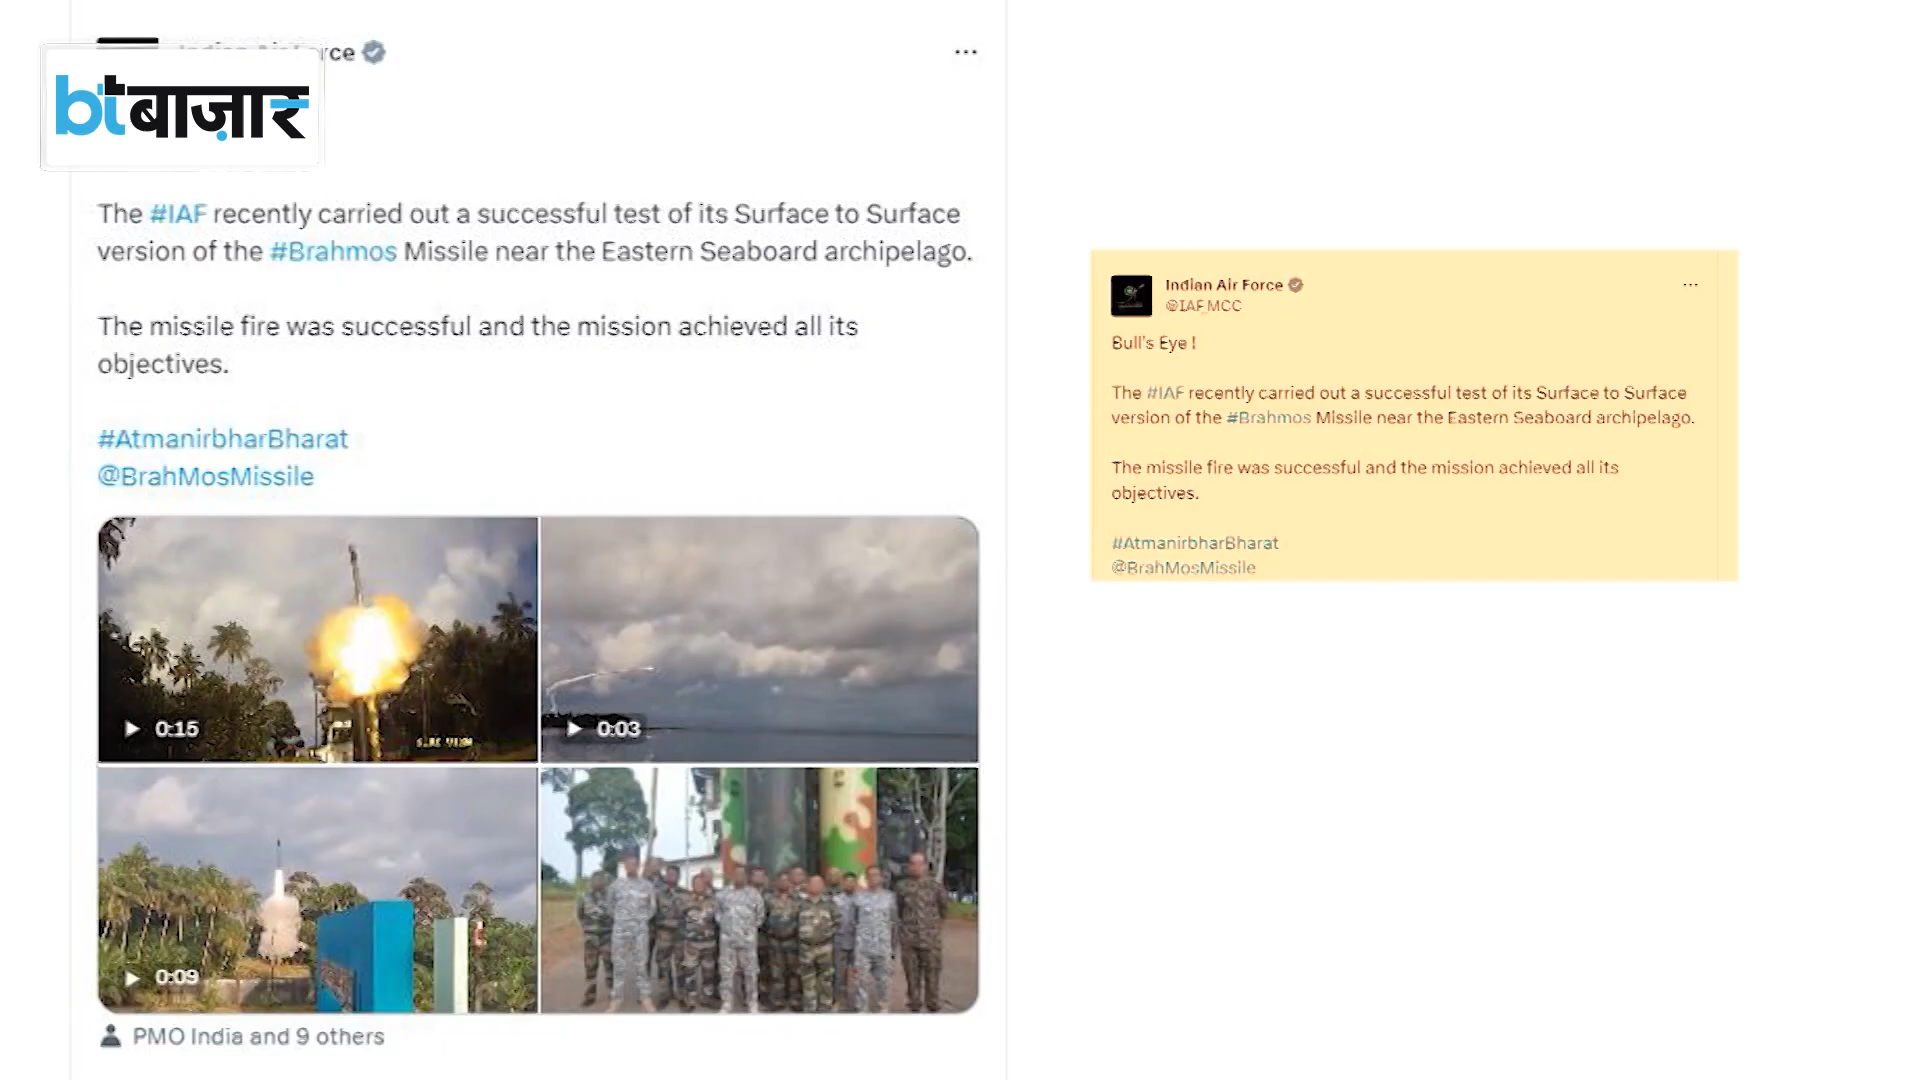 bt बाज़ार
The #IAF recently carried out a successful test of its Surface to Surface
version of the #Brahmos Missile near the Eastern Seaboard archipelago.
The missile fire was successful and the mission achieved all its
objectives.
#AtmanirbharBharat
@BrahMosMissile
0:15
0:03
0:09
PMO India and 9 others
Indian Air Force
@IAF_MCC
Bull's Eye !
The #IAF recently carried out a successful test of its Surface to Surface
version of the #Brahmos Missile near the Eastern Seaboard archipelago.
The missile fire was successful and the mission achieved all its
objectives.
#AtmanirbharBharat
@BrahMosMissile